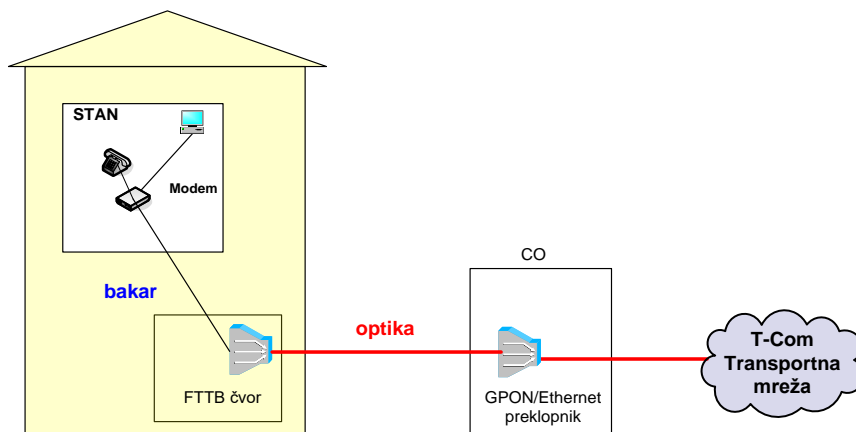 STAN
Modem
bakar
FTTB čvor
optika
CO
GPON/Ethernet
preklopnik
T-Com
Transportna
mreža